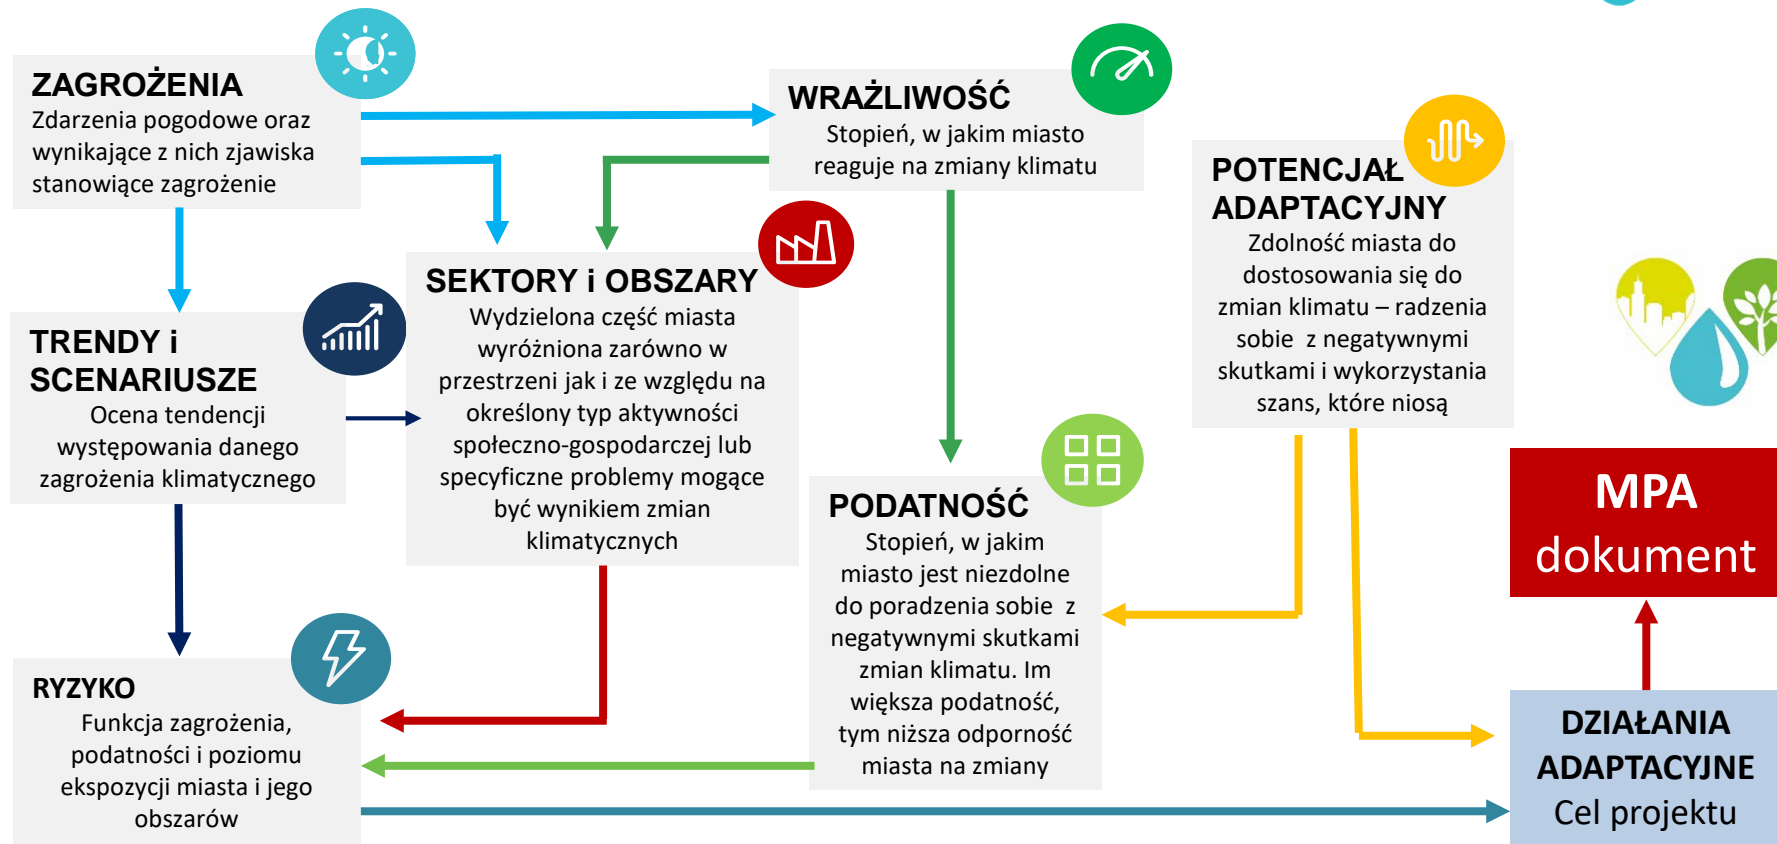 ZAGROŻENIA
Zdarzenia pogodowe oraz
wynikające z nich zjawiska
stanowiące zagrożenie
WRAŻLIWOŚĆ
Stopień, w jakim miasto
reaguje na zmiany klimatu
POTENCJAŁ
ADAPTACYJNY
Zdolność miasta do
dostosowania się do
zmian klimatu – radzenia
sobie z negatywnymi
skutkami i wykorzystania
szans, które niosą
SEKTORY i OBSZARY
Wydzielona część miasta
wyróżniona zarówno w
przestrzeni jak i ze względu na
określony typ aktywności
społeczno-gospodarczej lub
specyficzne problemy mogące
być wynikiem zmian
klimatycznych
TRENDY i
SCENARIUSZE
Ocena tendencji
występowania danego
zagrożenia klimatycznego
PODATNOŚĆ
Stopień, w jakim
miasto jest niezdolne
do poradzenia sobie z
negatywnymi skutkami
zmian klimatu. Im
większa podatność,
tym niższa odporność
miasta na zmiany
MPA
dokument
RYZYKO
Funkcja zagrożenia,
podatności i poziomu
ekspozycji miasta i jego
obszarów
DZIAŁANIA
ADAPTACYJNE
Cel projektu